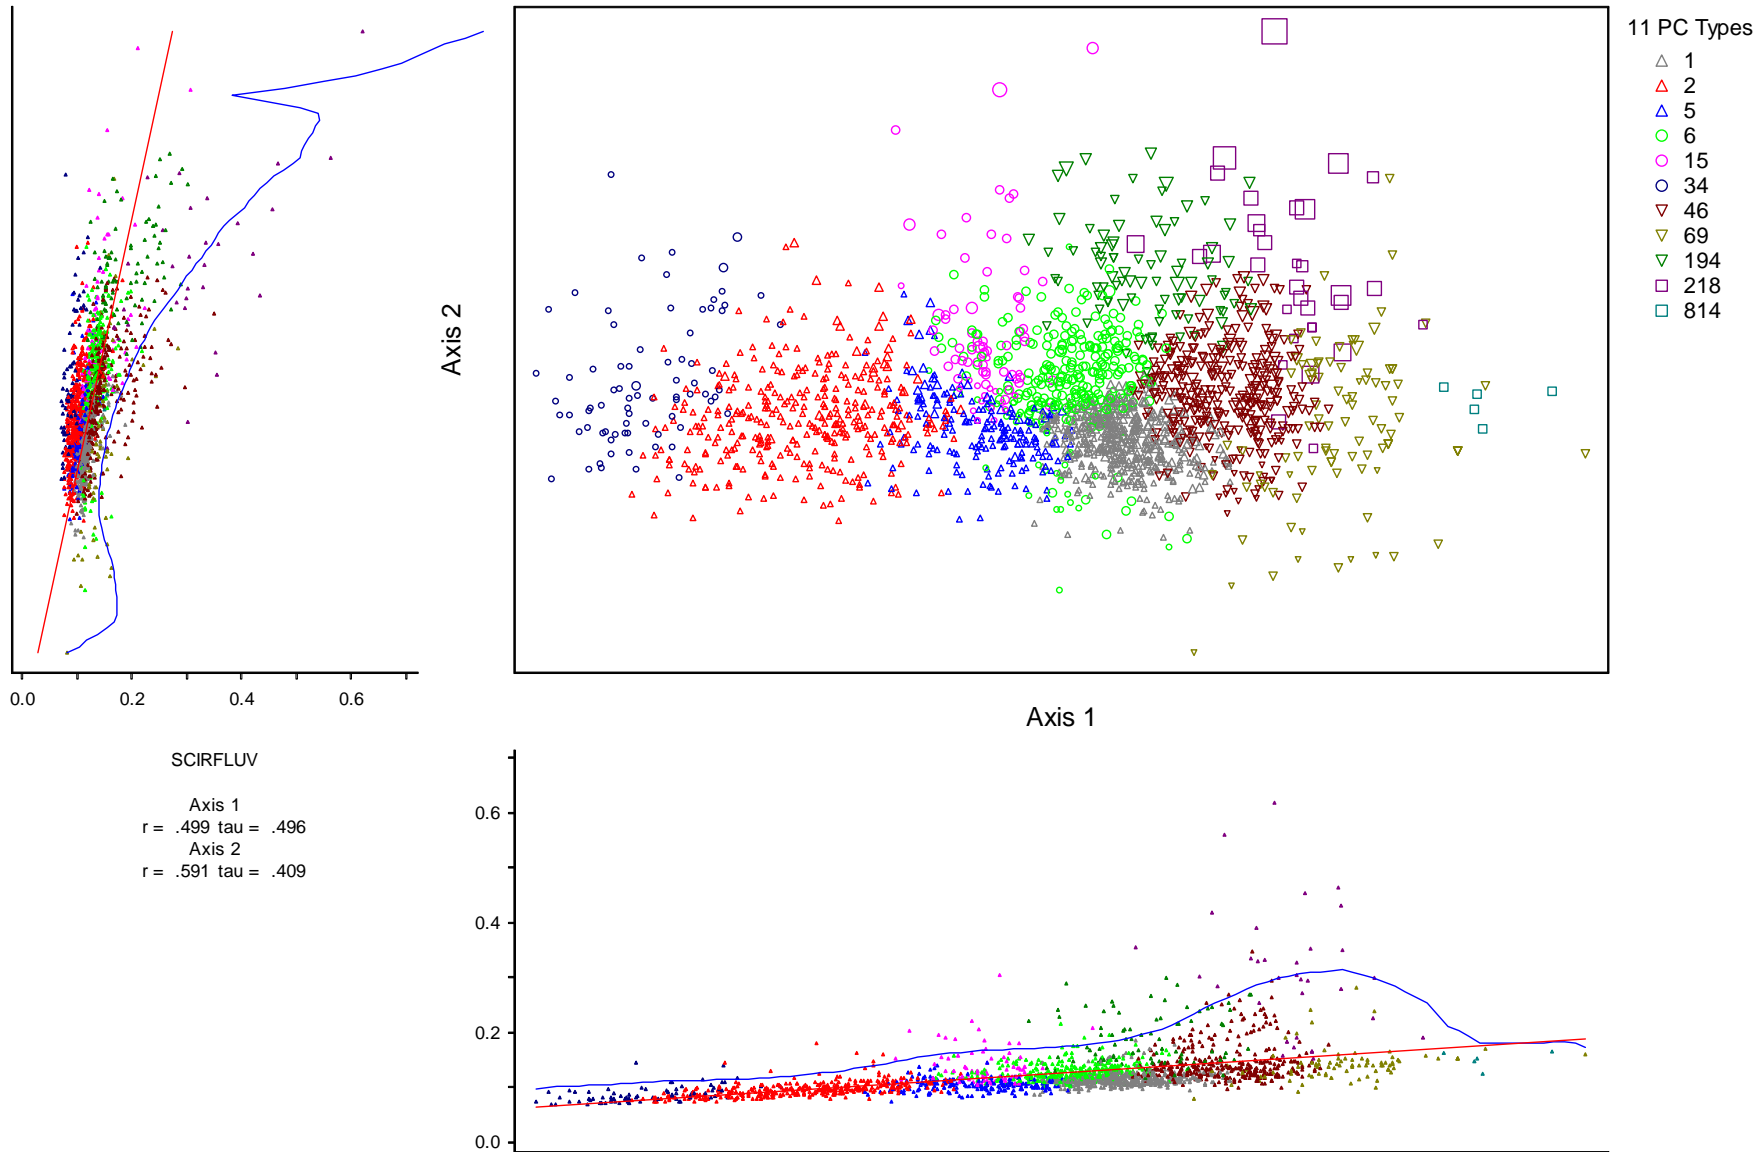 11 PC Types
1
2
5
6
15
34
46
69
194
218
814
Axis 2
0.0 0.2 0.4 0.6
Axis 1
SCIRFLUV
Axis 1
r = .499 tau = .496
Axis 2
r = .591 tau = .409
0.6
0.4
0.2
0.0